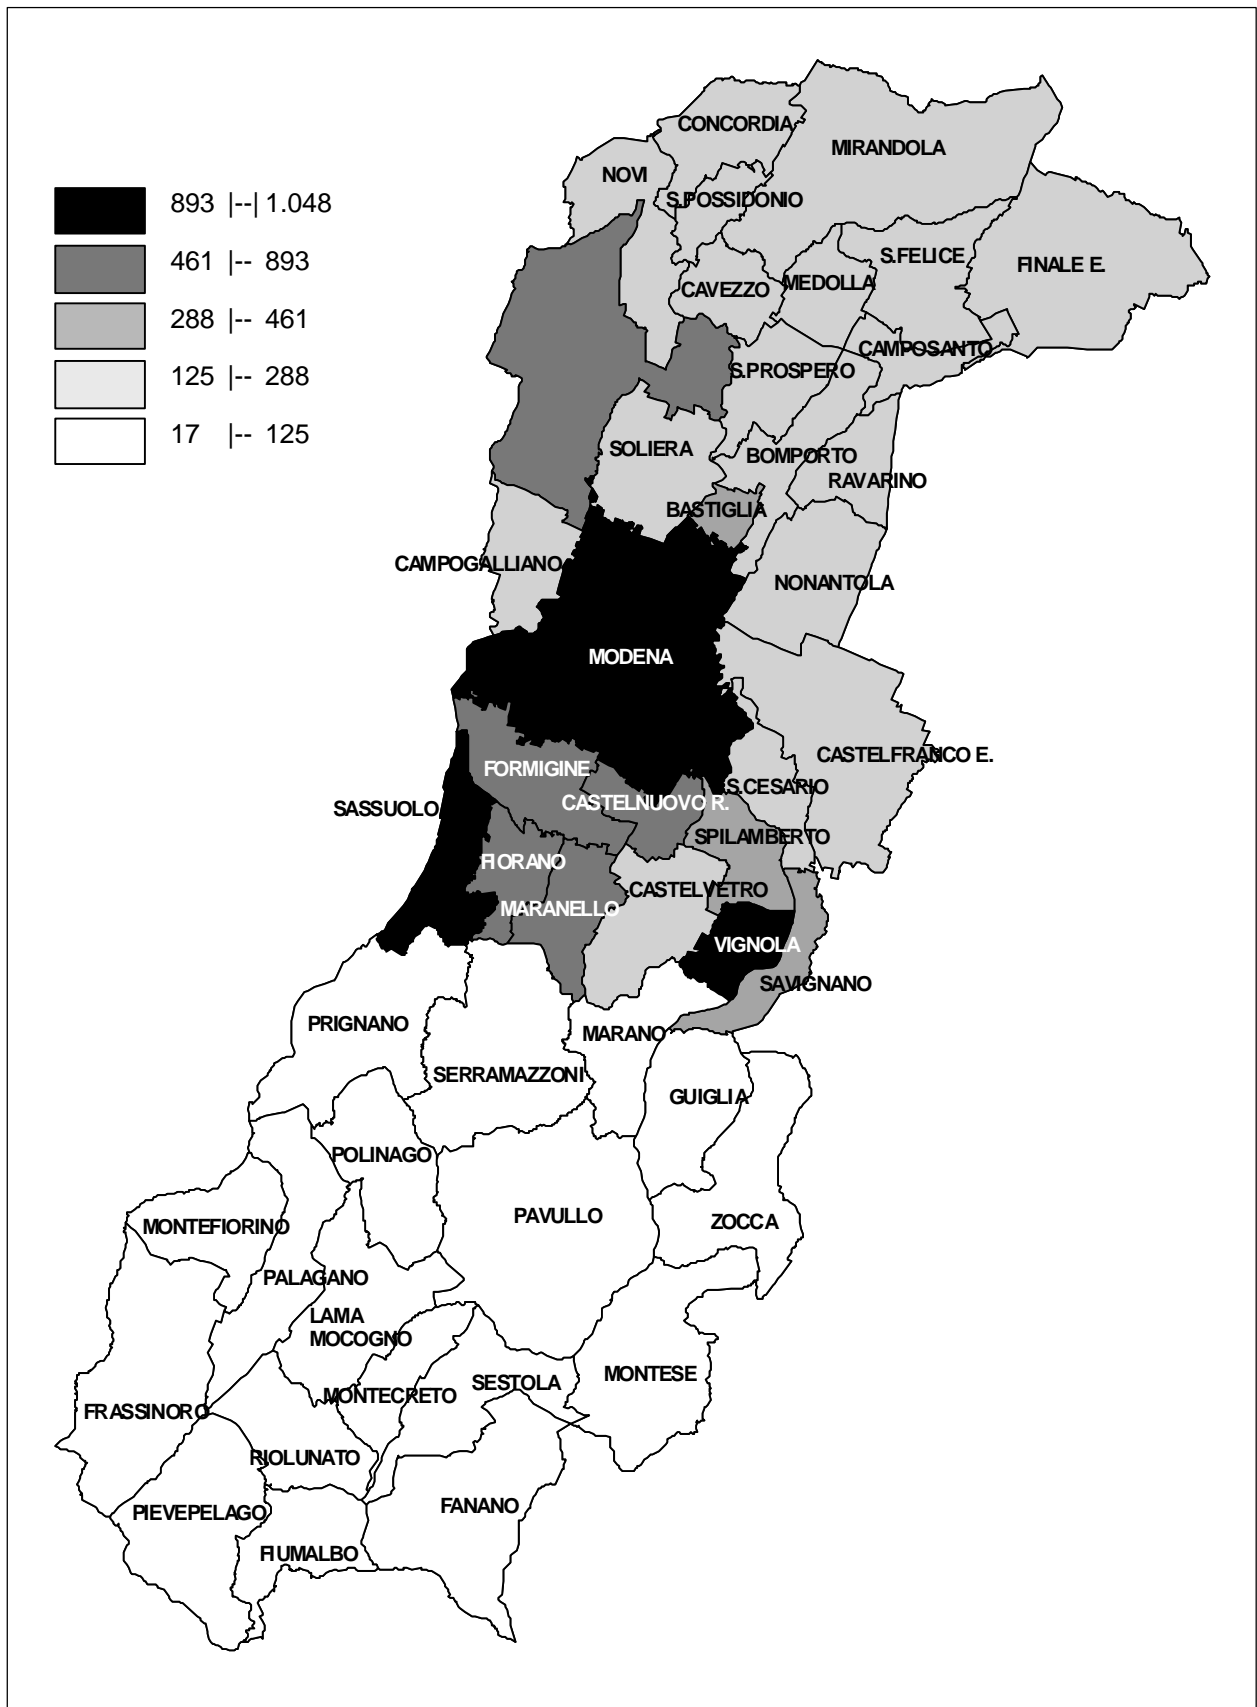 893 |--| 1.048
461 |-- 893
288 |-- 461
125 |-- 288
17 |-- 125
CONCORDIA
MIRANDOLA
NOVI
S.POSSIDONIO
S.FELICE
FINALE E.
CAVEZZO
MEDOLLA
CAMPOSANTO
S.PROSPERO
SOLIERA
BOMPORTO
RAVARINO
BASTIGLIA
CAMPOGALLIANO
NONANTOLA
MODENA
CASTELFRANCO E.
FORMIGINE
S.CESARIO
CASTELNUOVO R.
SASSUOLO
SPILAMBERTO
FIORANO
CASTELVETRO
MARANELLO
VIGNOLA
SAVIGNANO
PRIGNANO
MARANO
SERRAMAZZONI
GUIGLIA
POLINAGO
PAVULLO
ZOCCA
MONTEFIORINO
PALAGANO
LAMA
MOCOGNO
MONTESE
SESTOLA
MONTECRETO
FRASSINORO
RIOLUNATO
FANANO
PIEVEPELAGO
FIUMALBO